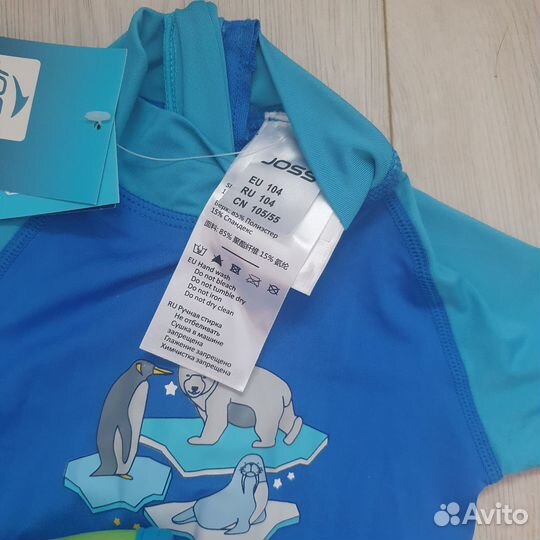 JOSS
EU 104
RU 104
CN 105/55
85% Полиэстер
15% Спандекс
面料: 85% 聚酯纤维 15% 氨纶
EU Hand wash
Do not bleach
Do not tumble dry
Do not iron
Do not dry clean
RU Ручная стирка
Не отбеливать
Сушка в машине
запрещена
Глажение запрещено
Химчистка запрещена
Avito